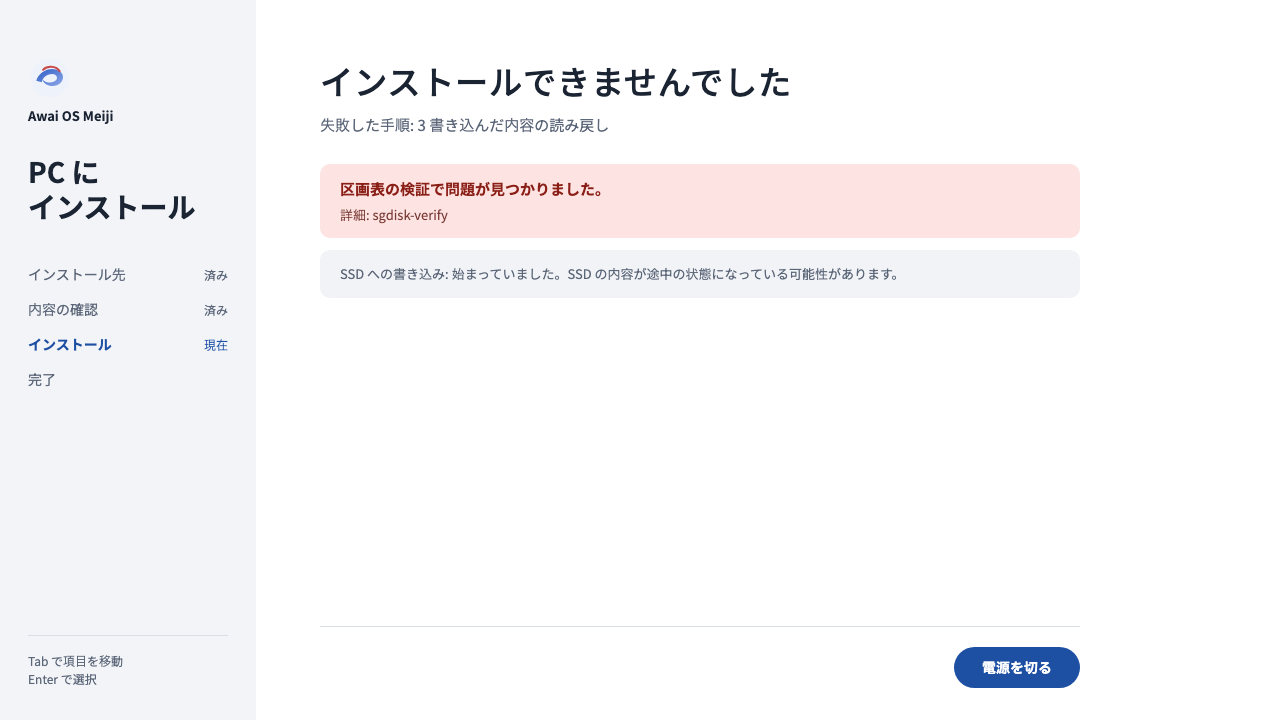 Awai OS Meiji
PC に
インストール
インストール先 済み
内容の確認 済み
インストール 現在
完了
Tab で項目を移動
Enter で選択
インストールできませんでした
失敗した手順: 3 書き込んだ内容の読み戻し
区画表の検証で問題が見つかりました。
詳細: sgdisk-verify
SSD への書き込み: 始まっていました。SSD の内容が途中の状態になっている可能性があります。
電源を切る